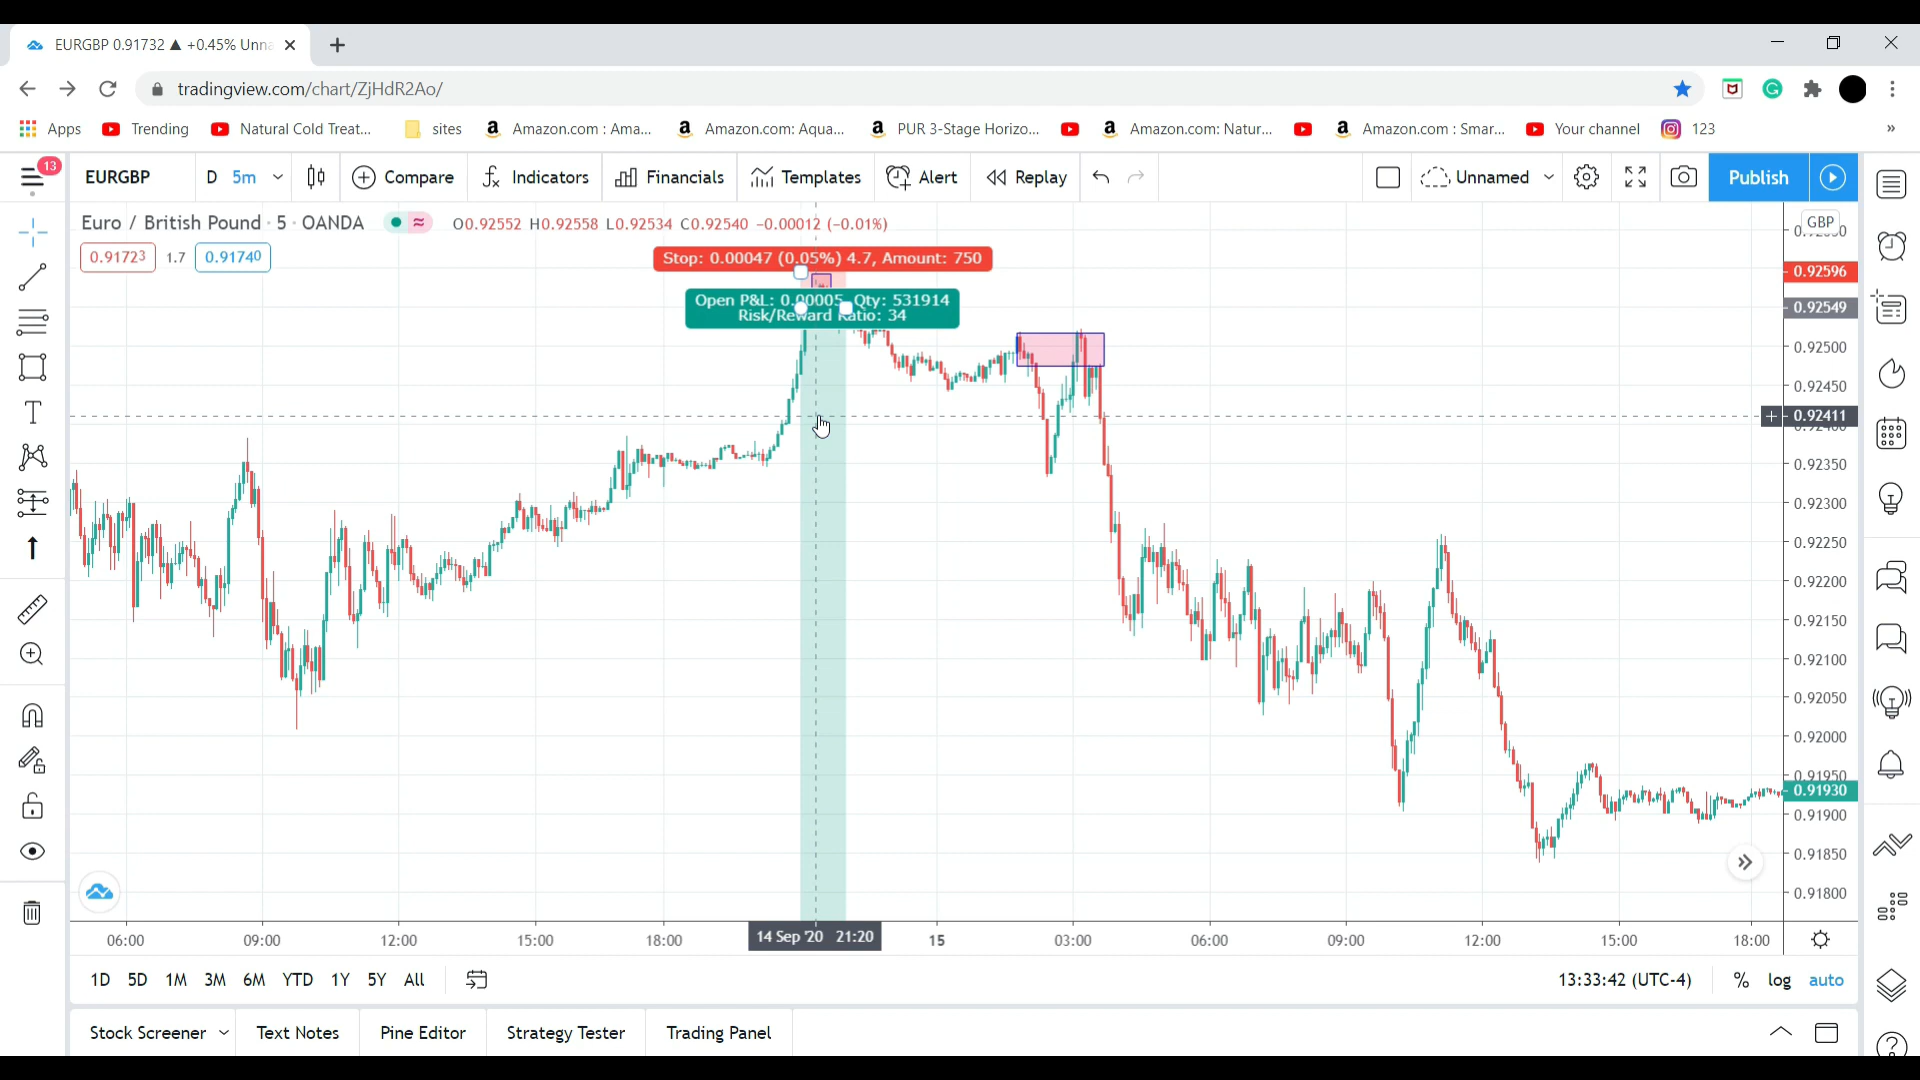 EURGBP 0.91732 ▲ +0.45% Unna
tradingview.com/chart/ZjHdR2Ao/
Apps Trending Natural Cold Treat... sites Amazon.com : Ama... Amazon.com: Aqua... PUR 3-Stage Horizo... Amazon.com: Natur... Amazon.com : Smar... Your channel 123 »
13 EURGBP D 5m Compare Indicators Financials Templates Alert Replay Unnamed Publish
Euro / British Pound · 5 · OANDA O0.92552 H0.92558 L0.92534 C0.92540 −0.00012 (−0.01%)
GBP
0.91723 1.7 0.91740
Stop: 0.00047 (0.05%) 4.7, Amount: 750
0.92596
Open P&L: 0.00005, Qty: 531914
Risk/Reward Ratio: 34
0.92549
0.92500
0.92450
0.92411
0.92400
0.92350
0.92300
0.92250
0.92200
0.92150
0.92100
0.92050
0.92000
0.91950
0.91930
0.91900
0.91850
0.91800
06:00 09:00 12:00 15:00 18:00 14 Sep '20 21:20 15 03:00 06:00 09:00 12:00 15:00 18:00
1D 5D 1M 3M 6M YTD 1Y 5Y All 13:33:42 (UTC-4) % log auto
Stock Screener Text Notes Pine Editor Strategy Tester Trading Panel